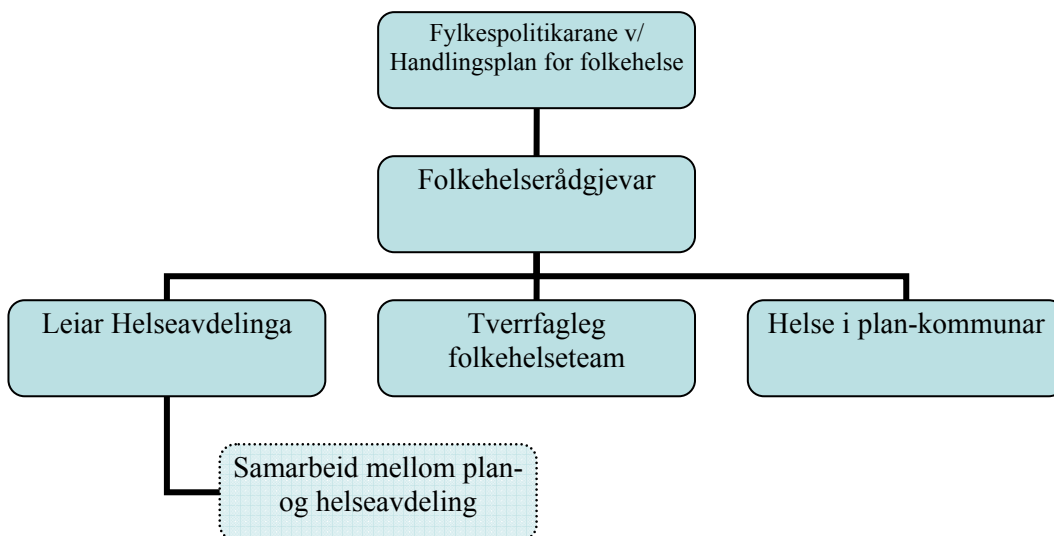 Fylkespolitikarane v/
Handlingsplan for folkehelse
Folkehelserådgjevar
Leiar Helseavdelinga
Tverrfagleg
folkehelseteam
Helse i plan-kommunar
Samarbeid mellom plan-
og helseavdeling